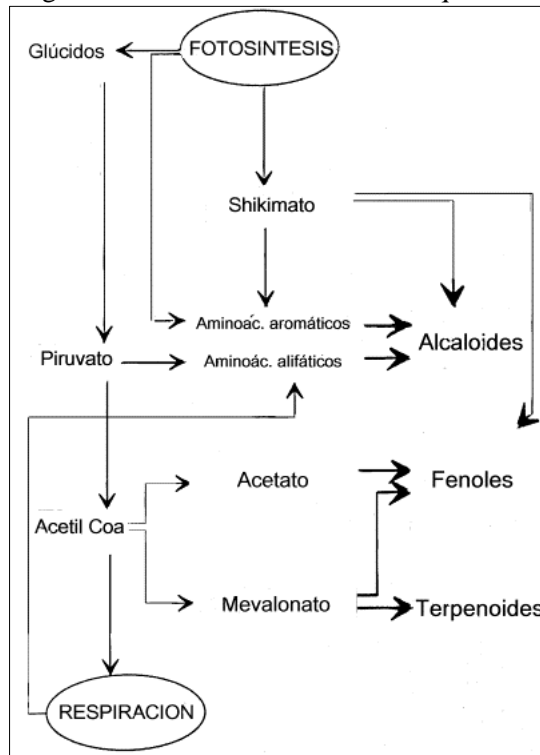 FOTOSINTESIS
Glúcidos
Shikimato
Aminoác. aromáticos
Alcaloides
Piruvato
Aminoác. alifáticos
Acetato
Fenoles
Acetil Coa
Mevalonato
Terpenoides
RESPIRACION